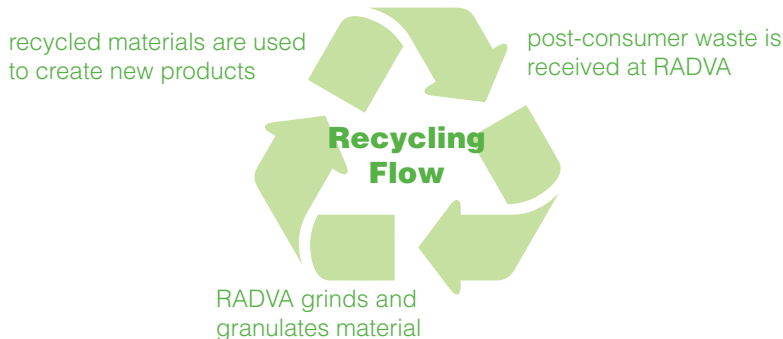 recycled materials are used
to create new products
post-consumer waste is
received at RADVA
Recycling
Flow
RADVA grinds and
granulates material